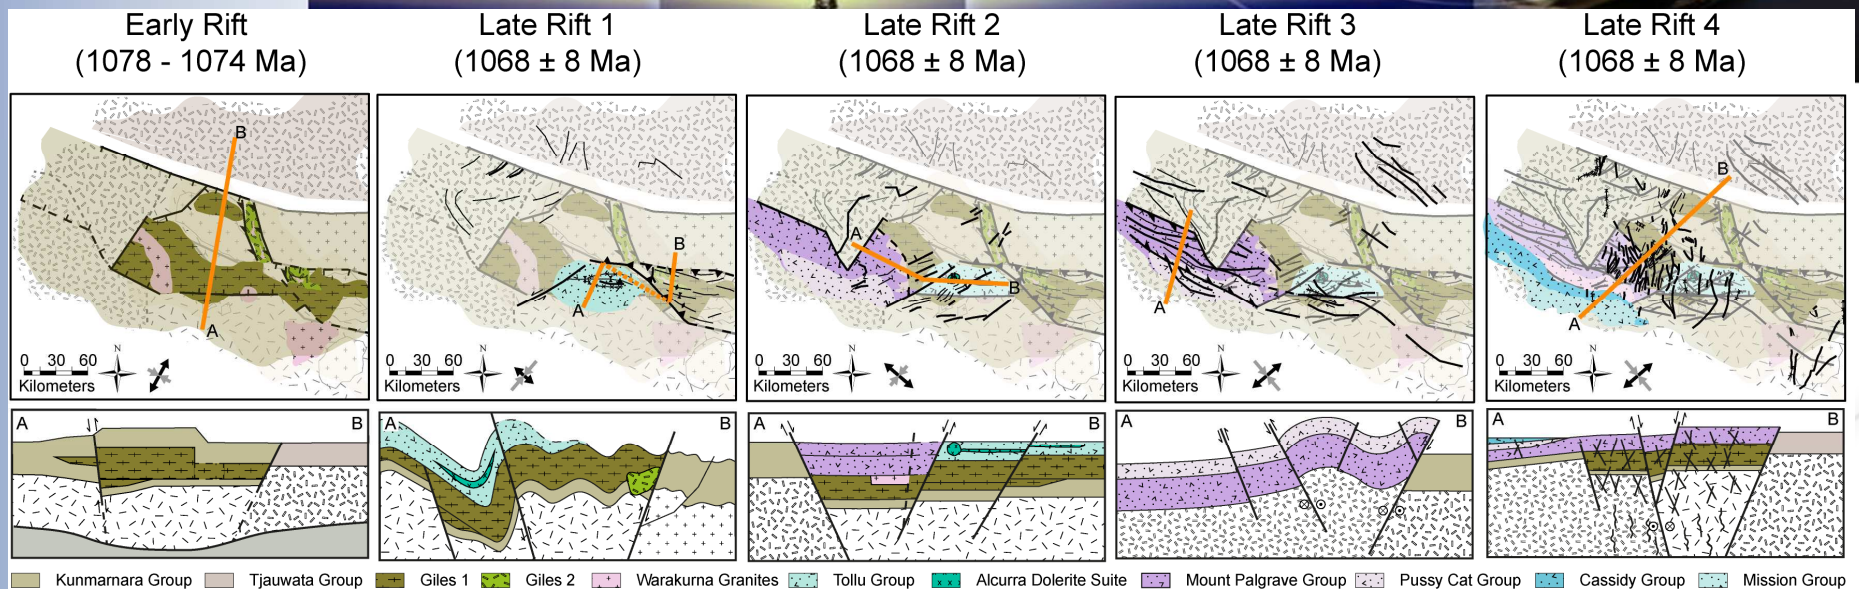 Early Rift
(1078 - 1074 Ma)
Late Rift 1
(1068 ± 8 Ma)
Late Rift 2
(1068 ± 8 Ma)
Late Rift 3
(1068 ± 8 Ma)
Late Rift 4
(1068 ± 8 Ma)
B
A
0 30 60
Kilometers
N
B
A
0 30 60
Kilometers
N
A
B
0 30 60
Kilometers
N
A
0 30 60
Kilometers
N
B
A
0 30 60
Kilometers
N
A B
A B
A B
A B
A B
Kunmarnara Group Tjauwata Group Giles 1 Giles 2 Warakurna Granites Tollu Group Alcurra Dolerite Suite Mount Palgrave Group Pussy Cat Group Cassidy Group Mission Group